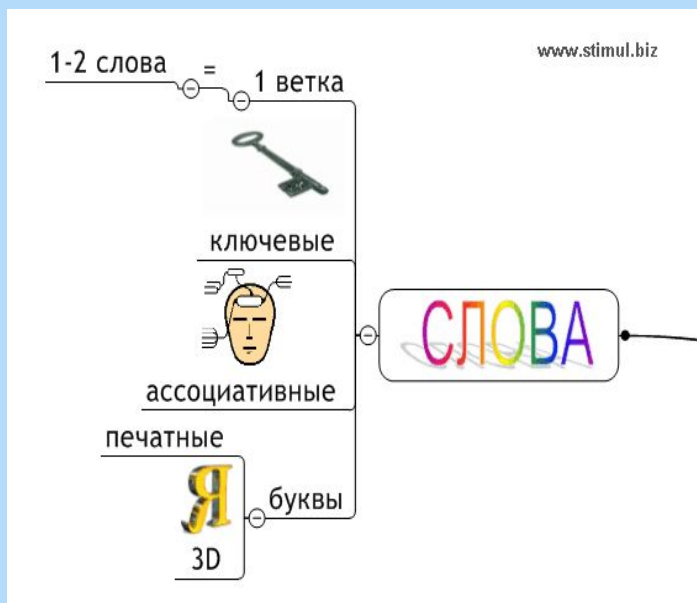 www.stimul.biz
1-2 слова = 1 ветка
ключевые
СЛОВА
ассоциативные
печатные
Я
буквы
3D